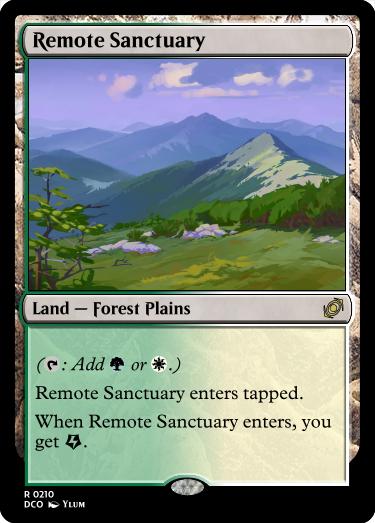 Remote Sanctuary
Land — Forest Plains
(: Add or .)
Remote Sanctuary enters tapped.
When Remote Sanctuary enters, you
get .
R 0210
DCO Ylum